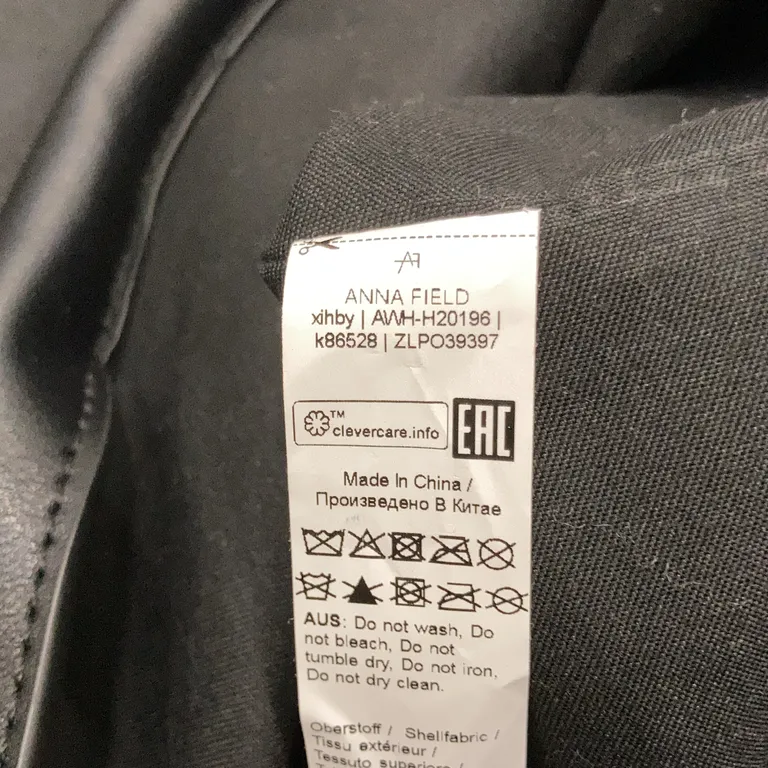 AF
ANNA FIELD
xihby | AWH-H20196 |
k86528 | ZLPO39397
™
clevercare.info
EAC
Made In China /
Произведено В Китае
AUS: Do not wash, Do
not bleach, Do not
tumble dry, Do not iron,
Do not dry clean.
Oberstoff / Shellfabric /
Tissu extérieur /
Tessuto superiore /